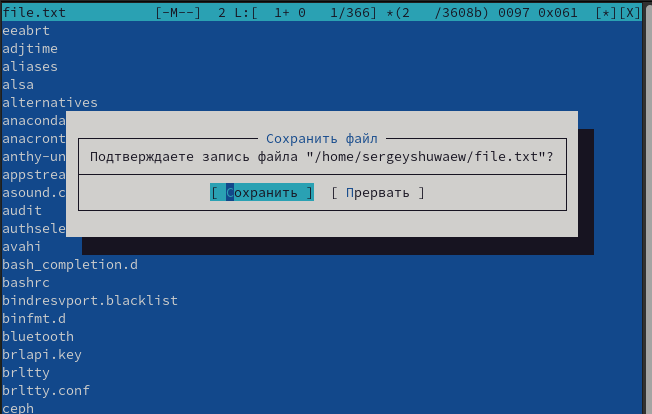 file.txt [-M--] 2 L:[ 1+ 0 1/366] *(2 /3608b) 0097 0x061 [*][X]
eeabrt
adjtime
aliases
alsa
alternatives
anaconda
anacront
anthy-un
appstrea
asound.c
audit
authsele
avahi
Сохранить файл
Подтверждаете запись файла "/home/sergeyshuwaew/file.txt"?
[ Сохранить ] [ Прервать ]
bash_completion.d
bashrc
bindresvport.blacklist
binfmt.d
bluetooth
brlapi.key
brltty
brltty.conf
ceph